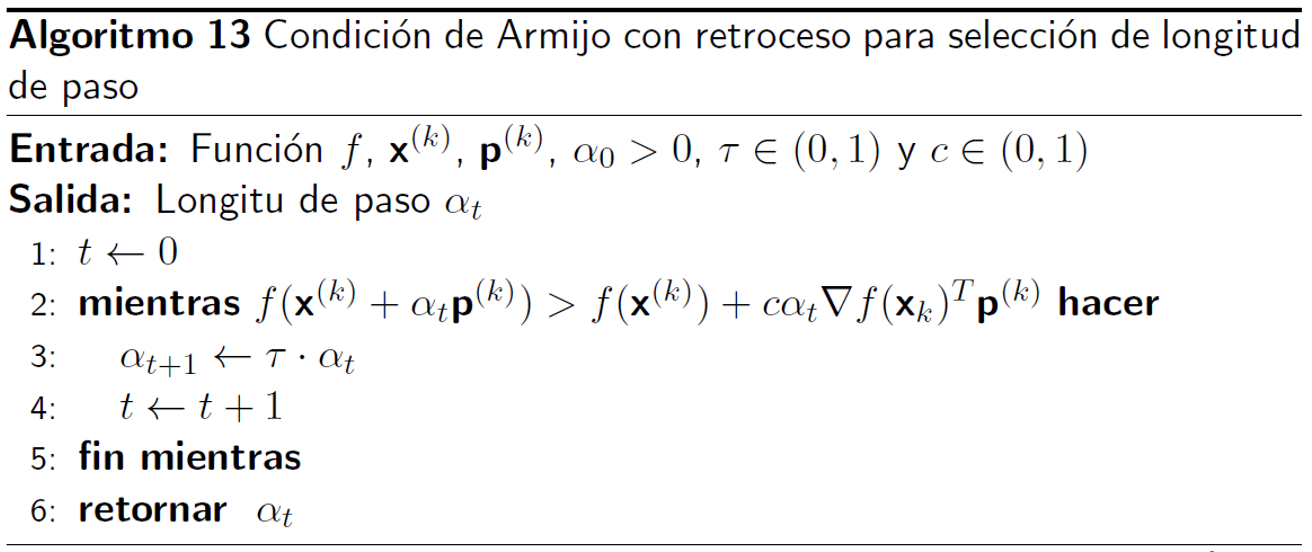 Algoritmo 13 Condición de Armijo con retroceso para selección de longitud
de paso
Entrada: Función f, x^(k), p^(k), α₀ > 0, τ ∈ (0, 1) y c ∈ (0, 1)
Salida: Longitu de paso α_t
1: t ← 0
2: mientras f(x^(k) + α_t p^(k)) > f(x^(k)) + cα_t ∇f(x_k)^T p^(k) hacer
3: α_{t+1} ← τ · α_t
4: t ← t + 1
5: fin mientras
6: retornar α_t